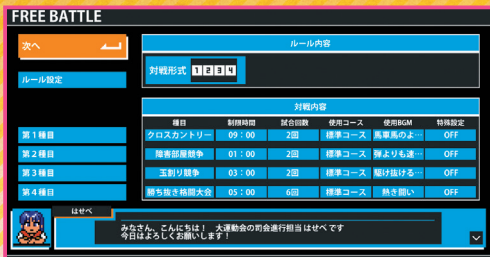 FREE BATTLE
次へ
ルール設定
ルール内容
対戦形式 1 2 3 4
対戦内容
種目 制限時間 試合回数 使用コース 使用BGM 特殊設定
第1種目 クロスカントリー 09:00 2回 標準コース 馬車馬のよ… OFF
第2種目 障害部屋競争 01:00 2回 標準コース 弾よりも速… OFF
第3種目 玉割り競争 03:00 2回 標準コース 駆け抜ける… OFF
第4種目 勝ち抜き格闘大会 05:00 6回 標準コース 熱き闘い OFF
はせべ
みなさん、こんにちは! 大運動会の司会進行担当 はせべ です
今日はよろしくお願いします!